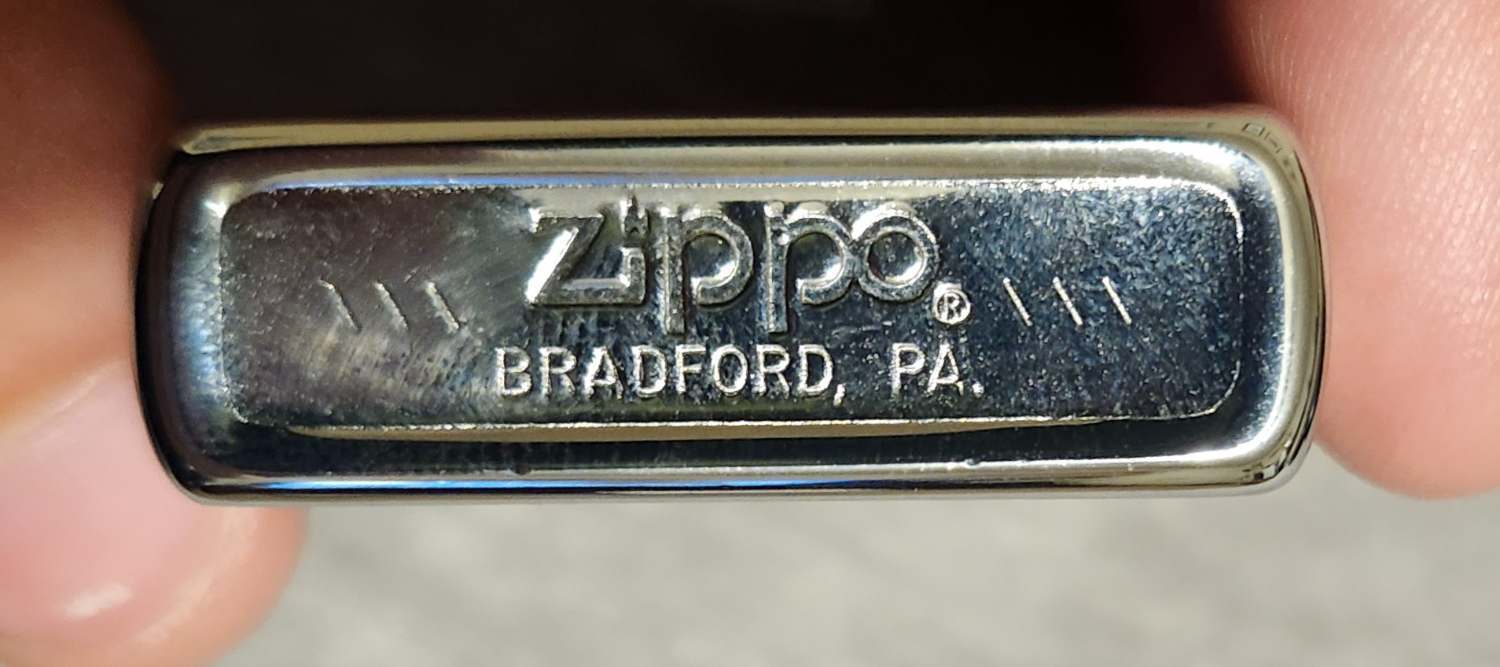 \\\ Zippo® \\\
BRADFORD, PA.